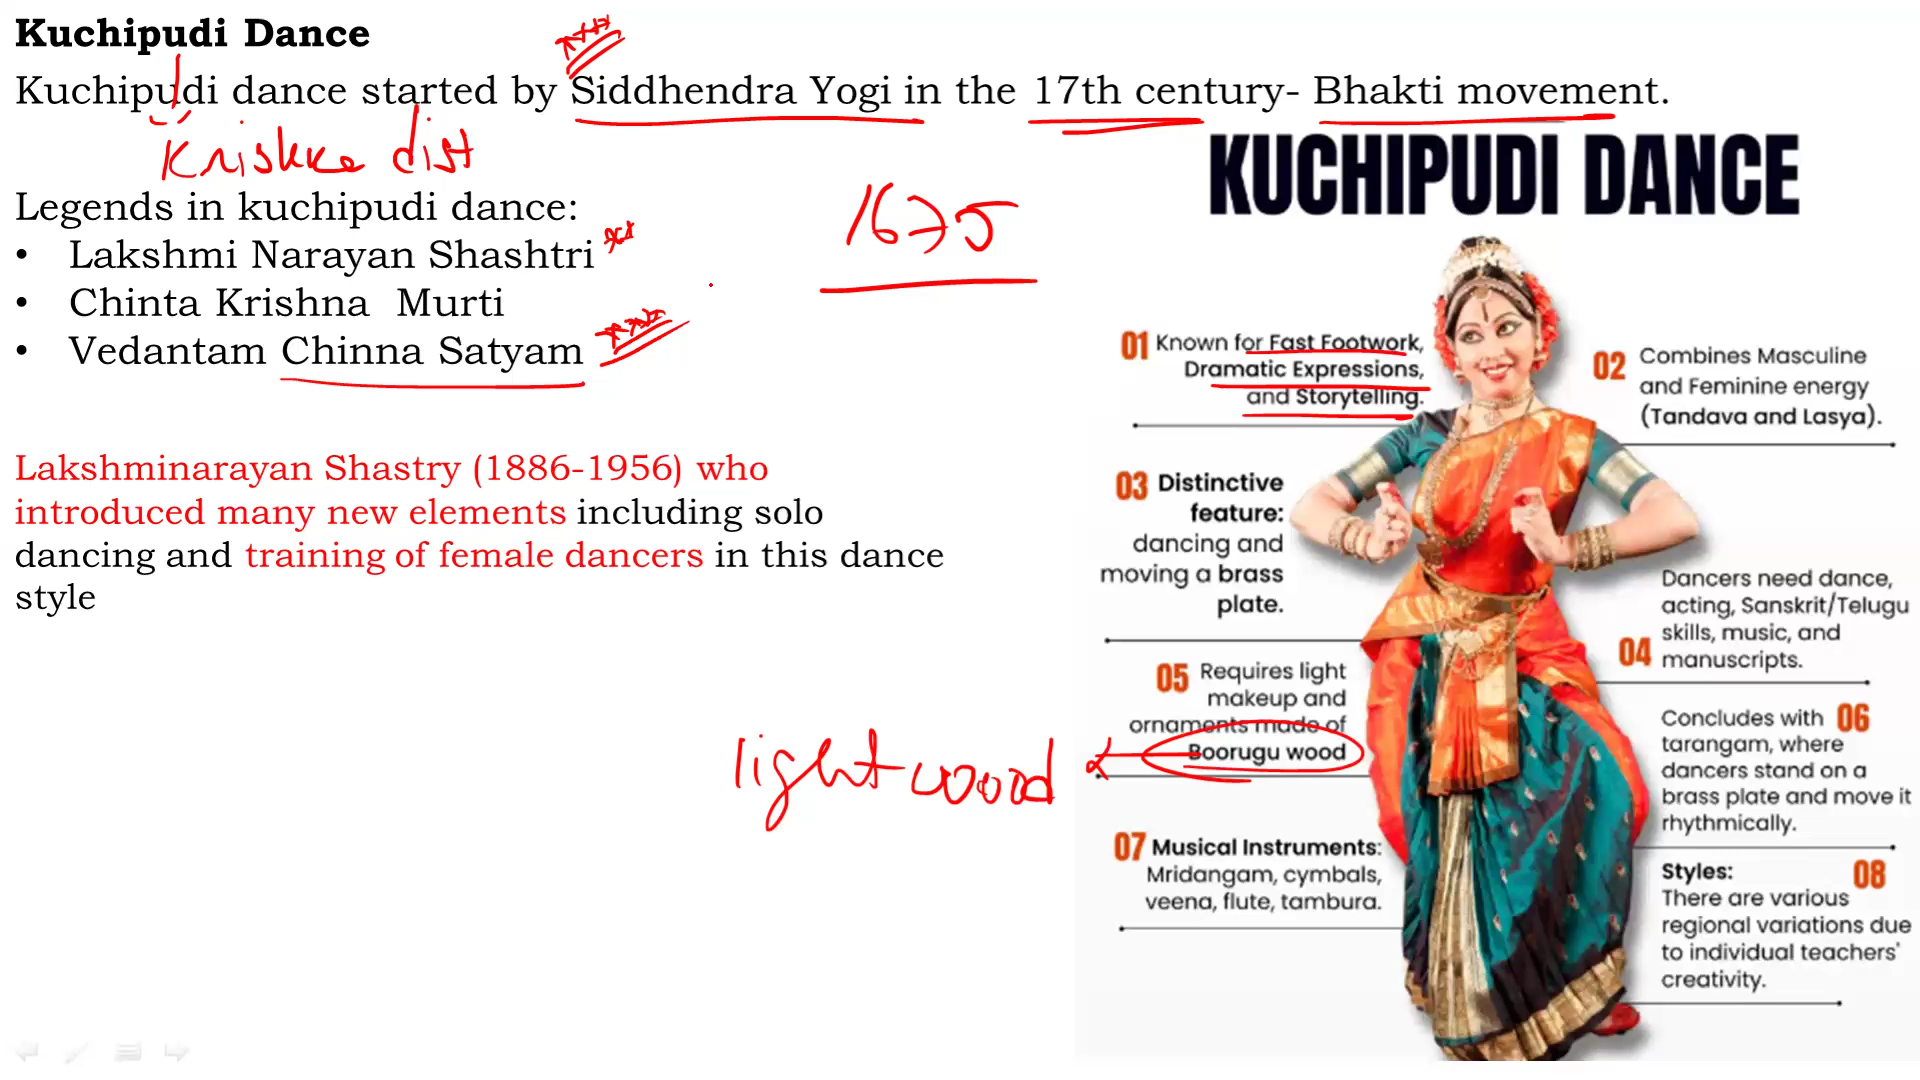 Kuchipudi Dance
Kuchipudi dance started by Siddhendra Yogi in the 17th century- Bhakti movement.
dist
Legends in kuchipudi dance:
• Lakshmi Narayan Shashtri
• Chinta Krishna Murti
• Vedantam Chinna Satyam
1675
Lakshminarayan Shastry (1886-1956) who
introduced many new elements including solo
dancing and training of female dancers in this dance
style
light wood
KUCHIPUDI DANCE
01 Known for Fast Footwork,
Dramatic Expressions,
and Storytelling.
02 Combines Masculine
and Feminine energy
(Tandava and Lasya).
03 Distinctive
feature:
dancing and
moving a brass
plate.
Dancers need dance,
acting, Sanskrit/Telugu
skills, music, and
04 manuscripts.
05 Requires light
makeup and
ornaments made of
Boorugu wood
Concludes with 06
tarangam, where
dancers stand on a
brass plate and move it
rhythmically.
07 Musical Instruments:
Mridangam, cymbals,
veena, flute, tambura.
Styles: 08
There are various
regional variations due
to individual teachers'
creativity.